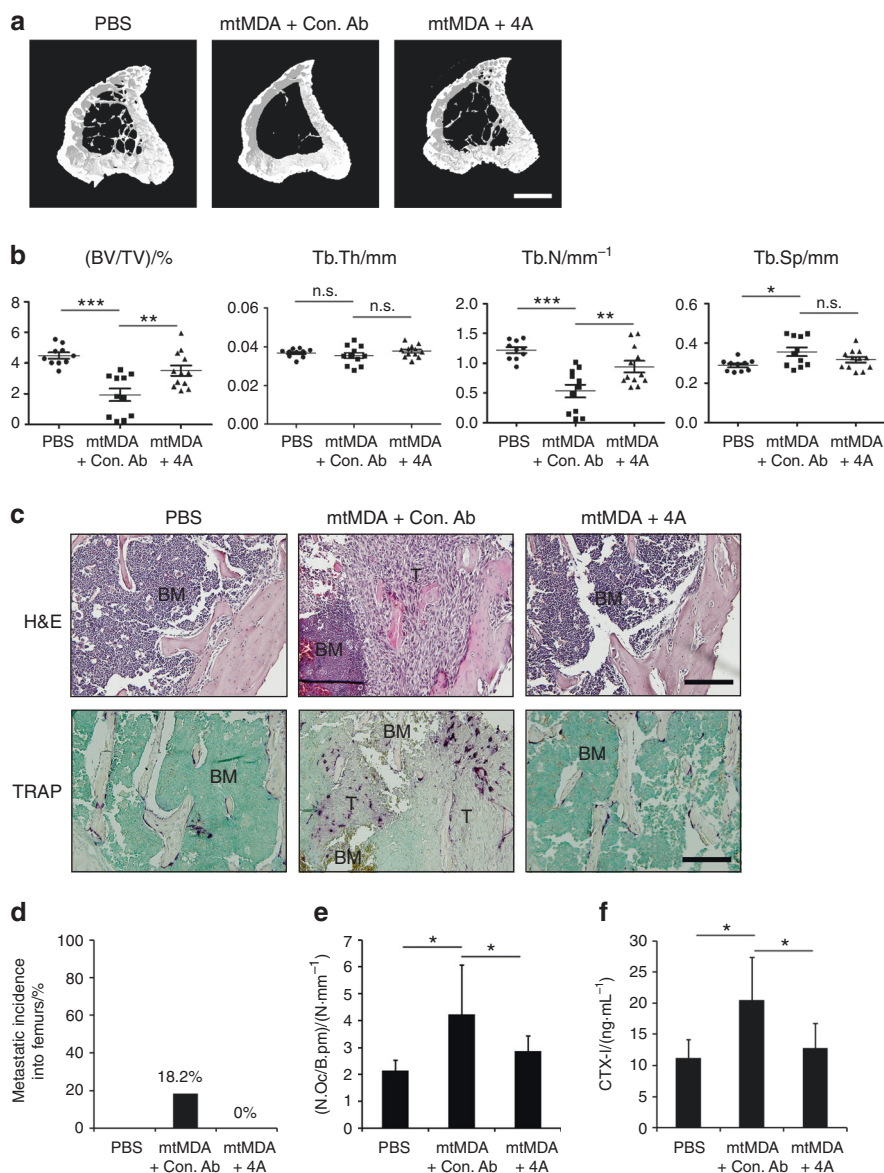 a
PBS
mtMDA + Con. Ab
mtMDA + 4A
b
(BV/TV)/%
Tb.Th/mm
Tb.N/mm⁻¹
Tb.Sp/mm
8
6
4
2
0
***
**
PBS
mtMDA
+ Con. Ab
mtMDA
+ 4A
0.06
0.04
0.02
0.00
n.s.
n.s.
PBS
mtMDA
+ Con. Ab
mtMDA
+ 4A
2.0
1.5
1.0
0.5
0.0
***
**
PBS
mtMDA
+ Con. Ab
mtMDA
+ 4A
0.6
0.4
0.2
0.0
*
n.s.
PBS
mtMDA
+ Con. Ab
mtMDA
+ 4A
c
PBS
mtMDA + Con. Ab
mtMDA + 4A
H&E
BM
T
BM
BM
TRAP
BM
BM
T
T
BM
BM
d
Metastatic incidence
into femurs/%
100
80
60
40
20
0
18.2%
0%
PBS
mtMDA
+ Con. Ab
mtMDA
+ 4A
e
(N.Oc/B.pm)/(N·mm⁻¹)
7
6
5
4
3
2
1
0
*
*
PBS
mtMDA
+ Con. Ab
mtMDA
+ 4A
f
CTX-I/(ng·mL⁻¹)
30
25
20
15
10
5
0
*
*
PBS
mtMDA
+ Con. Ab
mtMDA
+ 4A